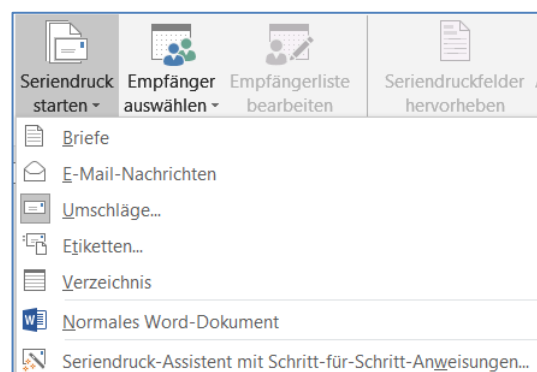 Seriendruck starten
Empfänger auswählen
Empfängerliste bearbeiten
Seriendruckfelder hervorheben
Briefe
E-Mail-Nachrichten
Umschläge...
Etiketten...
Verzeichnis
Normales Word-Dokument
Seriendruck-Assistent mit Schritt-für-Schritt-Anweisungen...